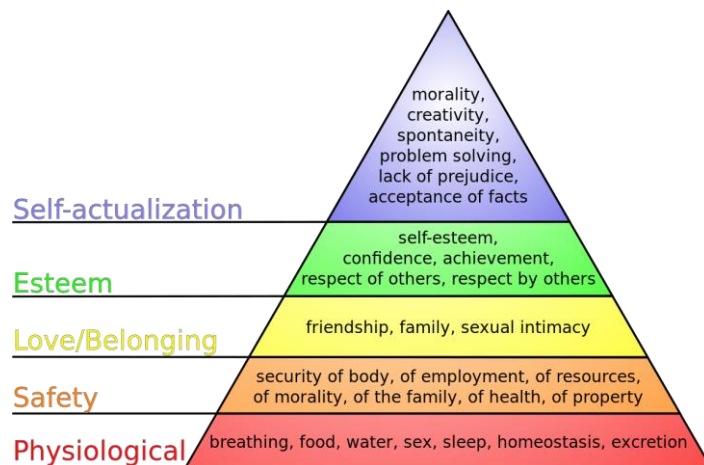 morality,
creativity,
spontaneity,
problem solving,
lack of prejudice,
acceptance of facts
Self-actualization
self-esteem,
confidence, achievement,
respect of others, respect by others
Esteem
friendship, family, sexual intimacy
Love/Belonging
security of body, of employment, of resources,
of morality, of the family, of health, of property
Safety
breathing, food, water, sex, sleep, homeostasis, excretion
Physiological